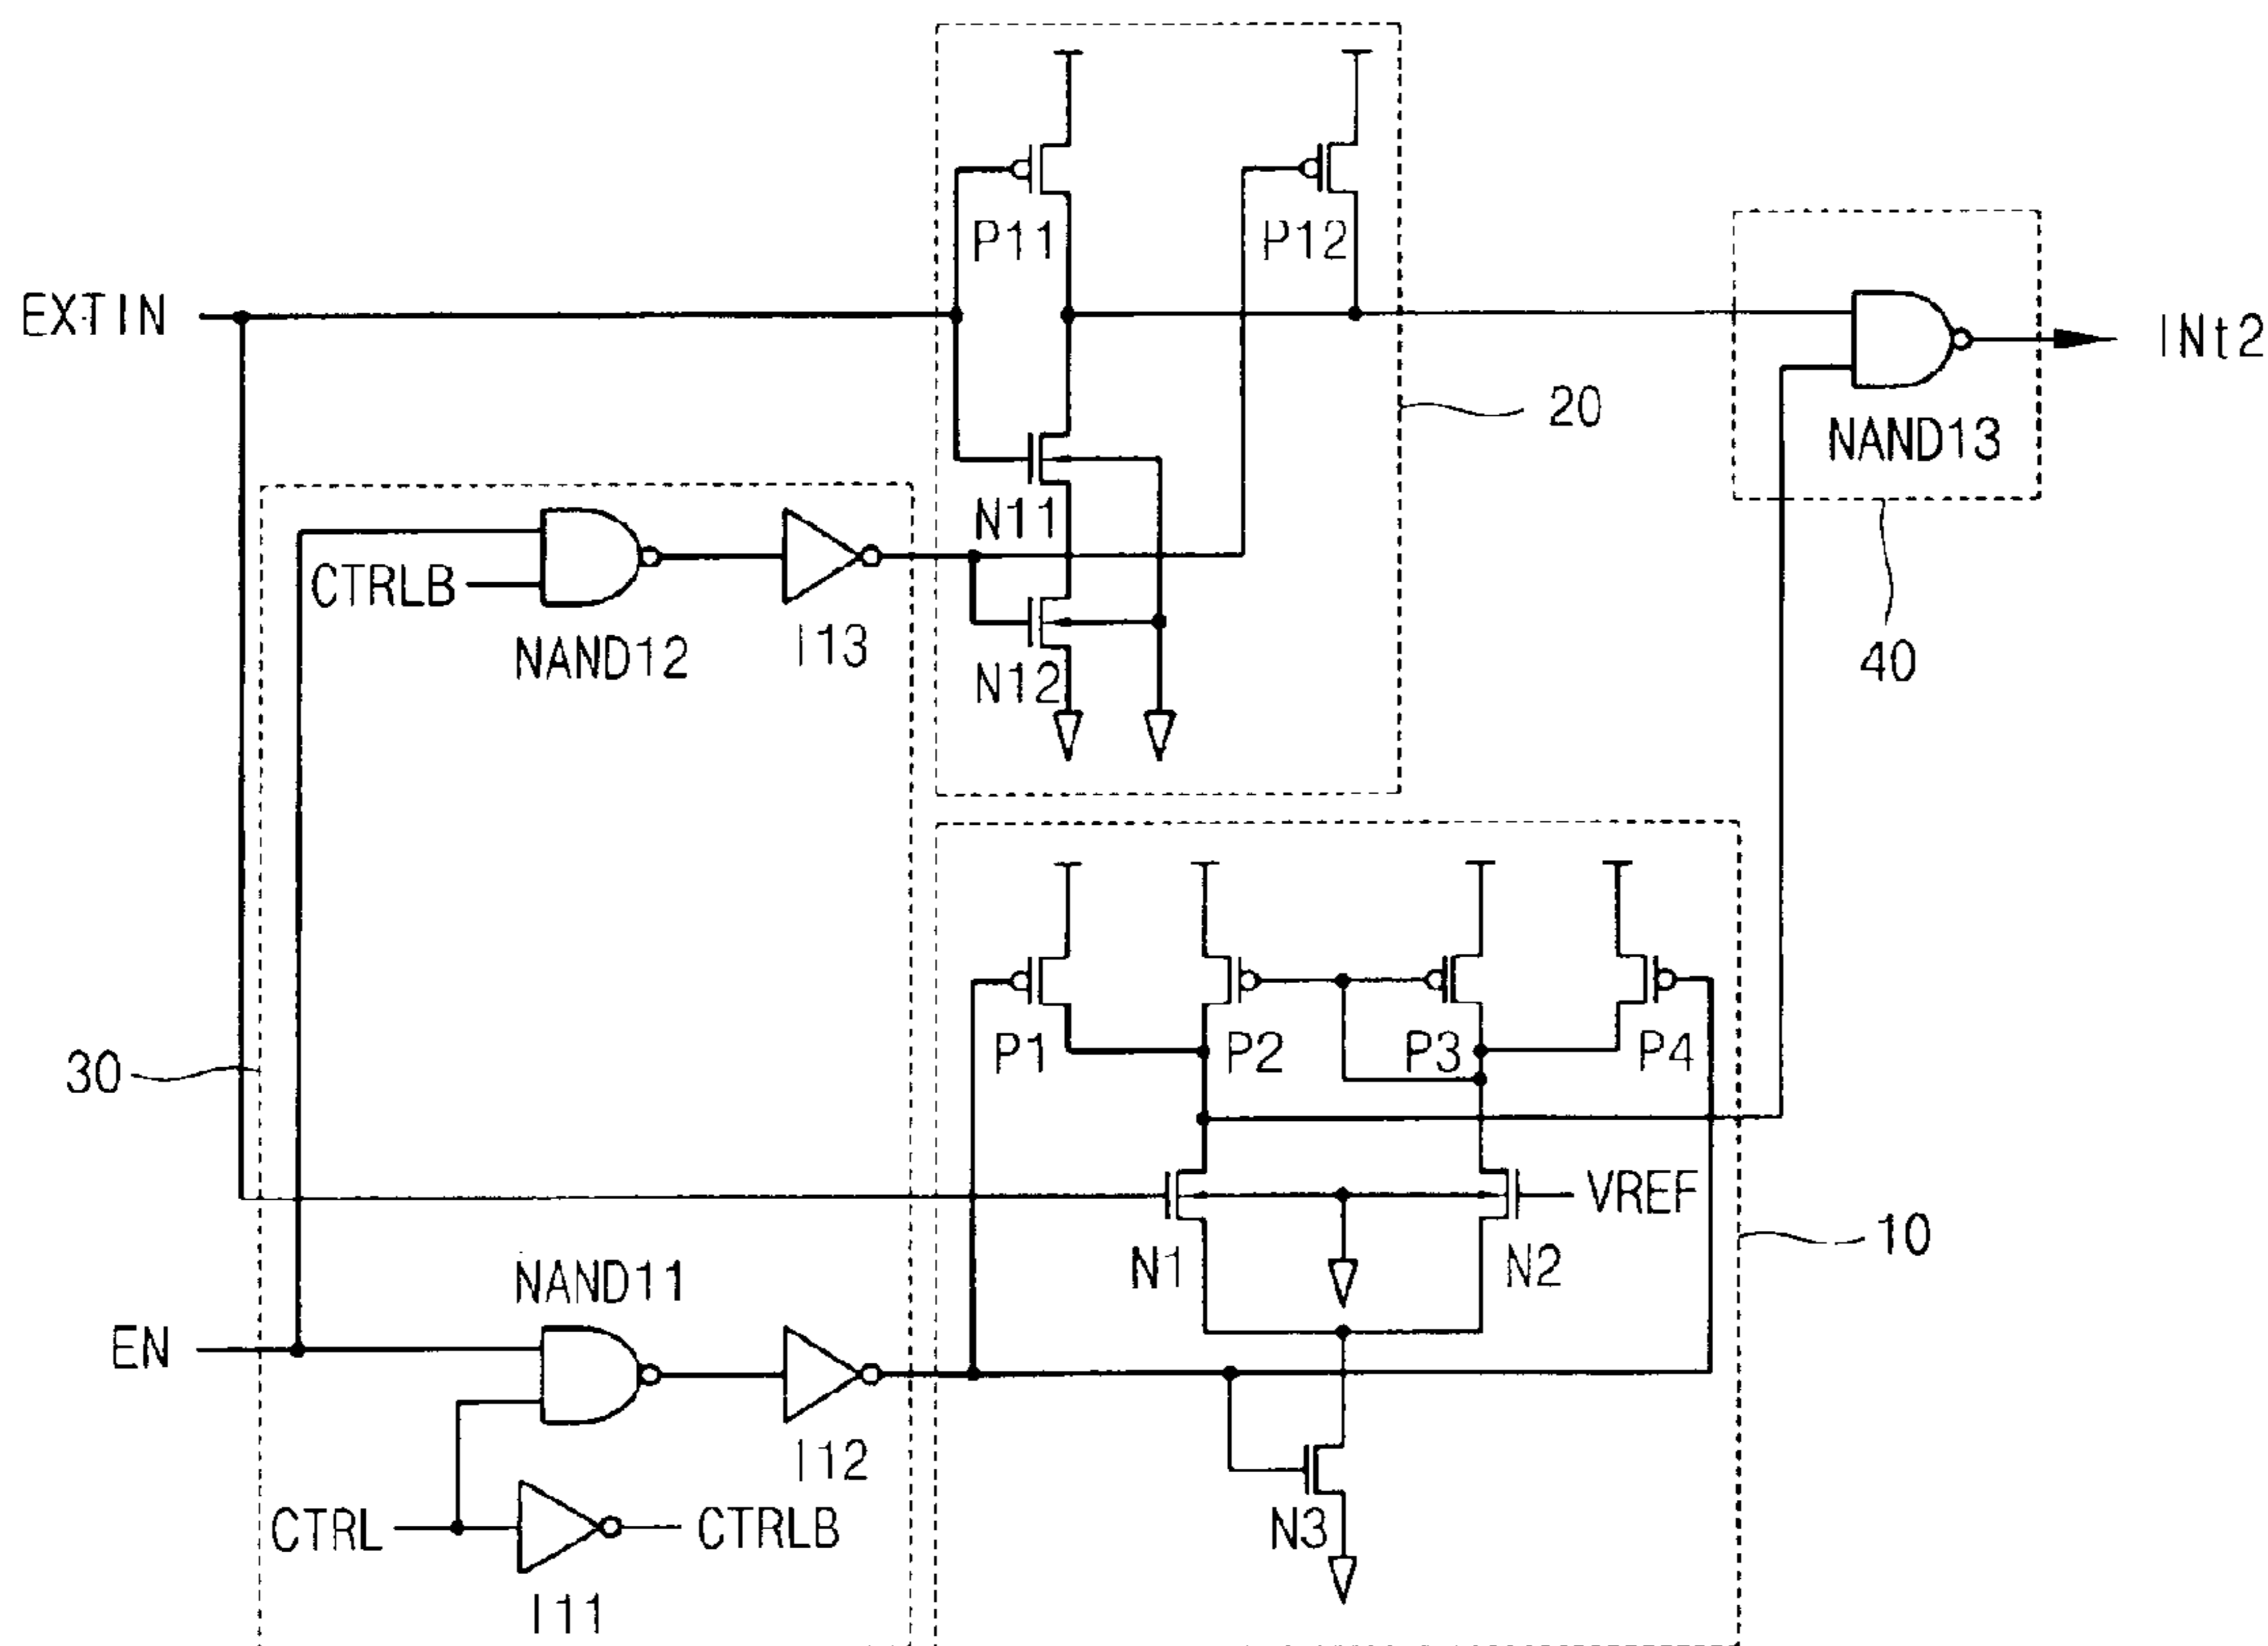 P11
P12
EXTIN
INt2
20
NAND13
N11
CTRLB
NAND12
I13
N12
40
30
P1
P2
P3
P4
VREF
10
N1
N2
NAND11
EN
I12
CTRL
CTRLB
N3
I11